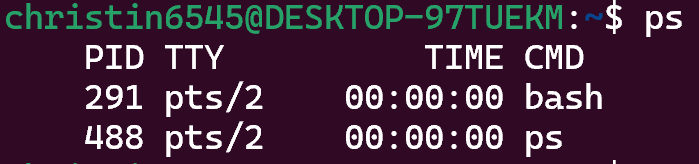 christin6545@DESKTOP-97TUEKM:~$ ps
    PID TTY          TIME CMD
    291 pts/2    00:00:00 bash
    488 pts/2    00:00:00 ps